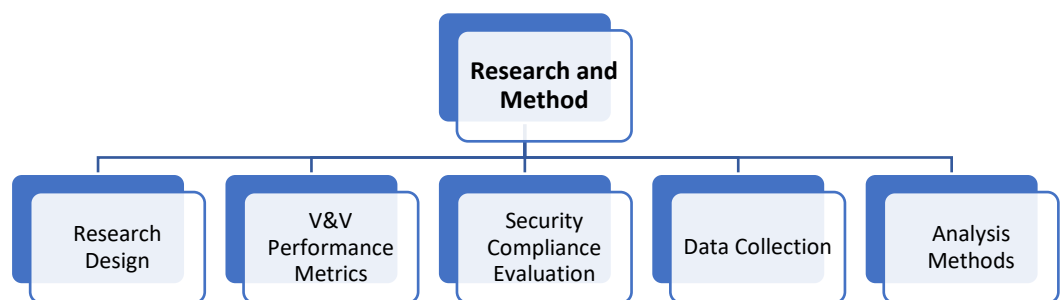 Research and
Method
Research
Design
V&V
Performance
Metrics
Security
Compliance
Evaluation
Data Collection
Analysis
Methods